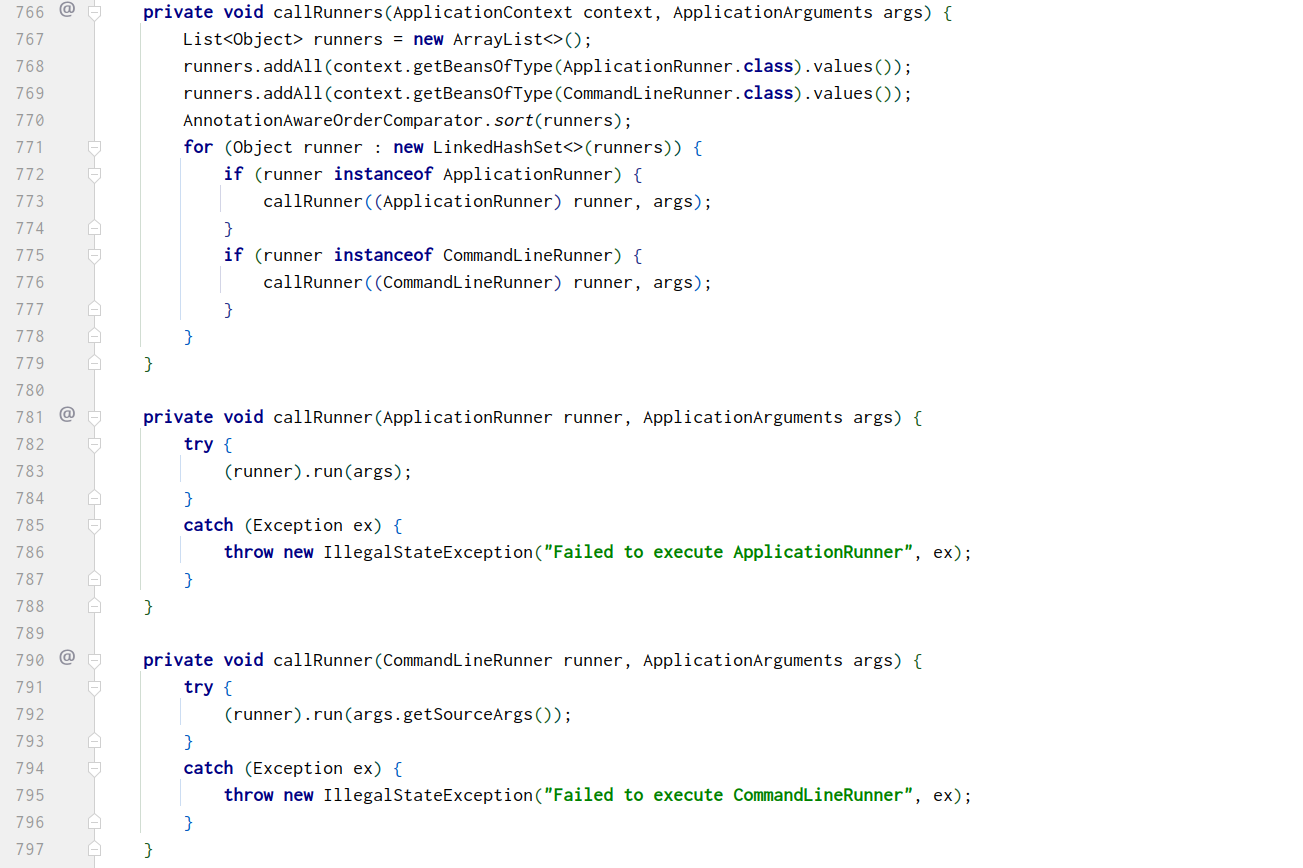 766 @ private void callRunners(ApplicationContext context, ApplicationArguments args) {
767 List<Object> runners = new ArrayList<>();
768 runners.addAll(context.getBeansOfType(ApplicationRunner.class).values());
769 runners.addAll(context.getBeansOfType(CommandLineRunner.class).values());
770 AnnotationAwareOrderComparator.sort(runners);
771 for (Object runner : new LinkedHashSet<>(runners)) {
772 if (runner instanceof ApplicationRunner) {
773 callRunner((ApplicationRunner) runner, args);
774 }
775 if (runner instanceof CommandLineRunner) {
776 callRunner((CommandLineRunner) runner, args);
777 }
778 }
779 }
780
781 @ private void callRunner(ApplicationRunner runner, ApplicationArguments args) {
782 try {
783 (runner).run(args);
784 }
785 catch (Exception ex) {
786 throw new IllegalStateException("Failed to execute ApplicationRunner", ex);
787 }
788 }
789
790 @ private void callRunner(CommandLineRunner runner, ApplicationArguments args) {
791 try {
792 (runner).run(args.getSourceArgs());
793 }
794 catch (Exception ex) {
795 throw new IllegalStateException("Failed to execute CommandLineRunner", ex);
796 }
797 }